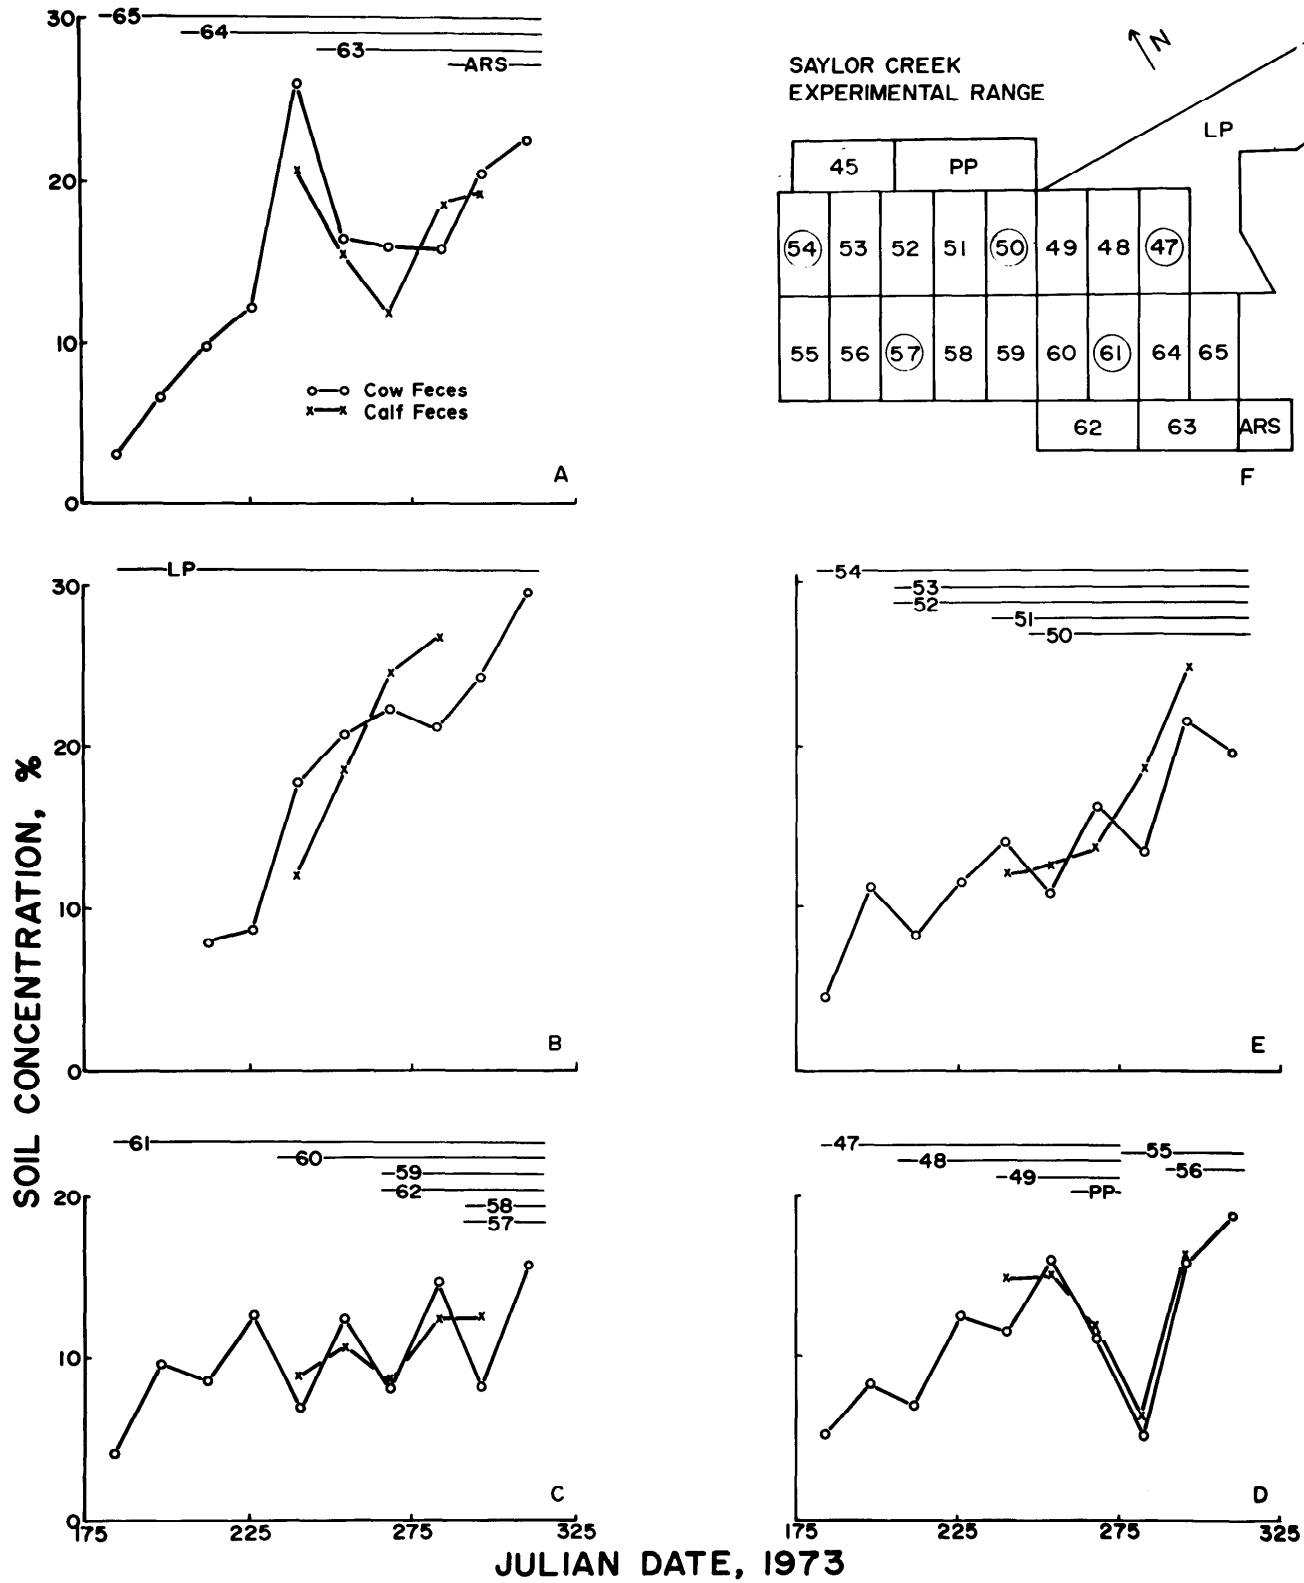 30
65
64
63
ARS
20
10
0
Cow Feces
Calf Feces
A
N
SAYLOR CREEK
EXPERIMENTAL RANGE
LP
45 PP
54 53 52 51 50 49 48 47
55 56 57 58 59 60 61 64 65
62 63 ARS
F
LP
30
20
10
0
B
54
53
52
51
50
E
SOIL CONCENTRATION, %
61
60
59
62
58
57
20
10
0
C
175 225 275 325
47
48
49
PP
55
56
D
175 225 275 325
JULIAN DATE, 1973